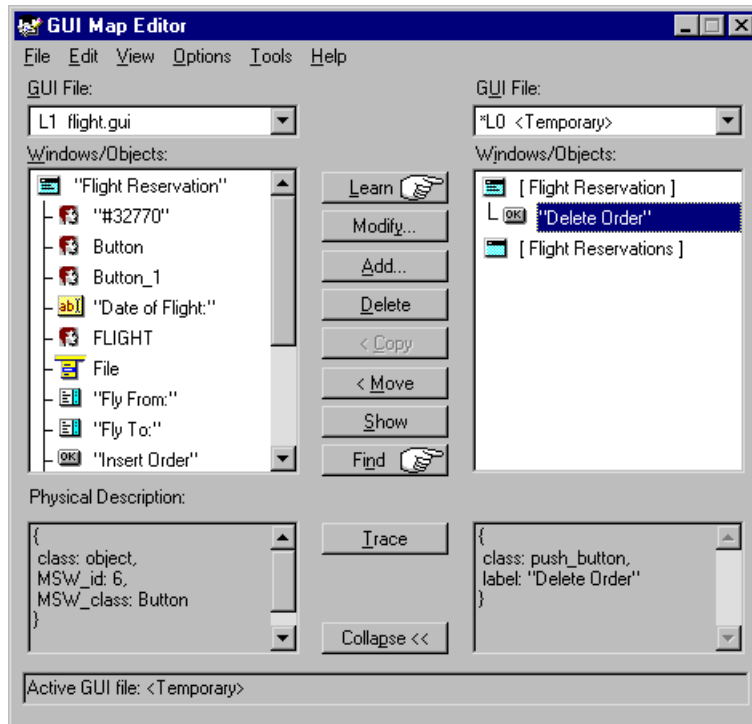 GUI Map Editor
File Edit View Options Tools Help
GUI File:
L1 flight.gui
Windows/Objects:
"Flight Reservation"
"#32770"
Button
Button_1
ab "Date of Flight:"
FLIGHT
File
"Fly From:"
"Fly To:"
OK "Insert Order"
Physical Description:
{
class: object,
MSW_id: 6,
MSW_class: Button
}
Learn
Modify...
Add...
Delete
< Copy
< Move
Show
Find
Trace
Collapse <<
GUI File:
*L0 <Temporary>
Windows/Objects:
[ Flight Reservation ]
OK "Delete Order"
[ Flight Reservations ]
{
class: push_button,
label: "Delete Order"
}
Active GUI file: <Temporary>